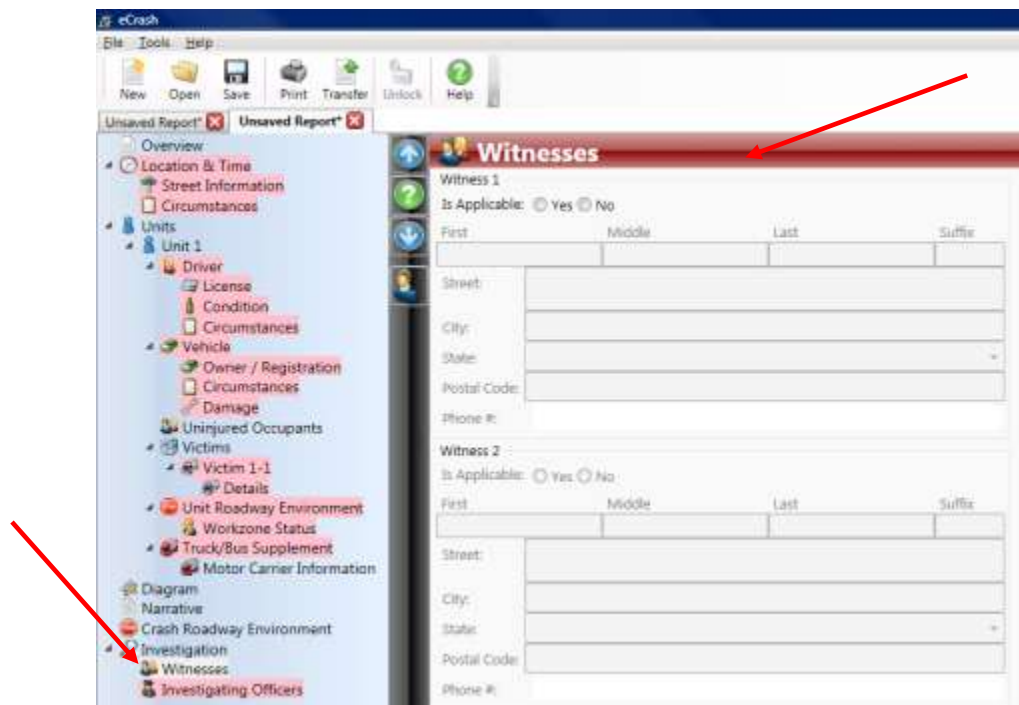 eCrash
File Tools Help
New Open Save Print Transfer Unlock Help
Unsaved Report* Unsaved Report*
Overview
Location & Time
Street Information
Circumstances
Units
Unit 1
Driver
License
Condition
Circumstances
Vehicle
Owner / Registration
Circumstances
Damage
Uninjured Occupants
Victims
Victim 1-1
Details
Unit Roadway Environment
Workzone Status
Truck/Bus Supplement
Motor Carrier Information
Diagram
Narrative
Crash Roadway Environment
Investigation
Witnesses
Investigating Officers
Witnesses
Witness 1
Is Applicable: Yes No
First Middle Last Suffix
Street:
City:
State:
Postal Code:
Phone #:
Witness 2
Is Applicable: Yes No
First Middle Last Suffix
Street:
City:
State:
Postal Code:
Phone #: